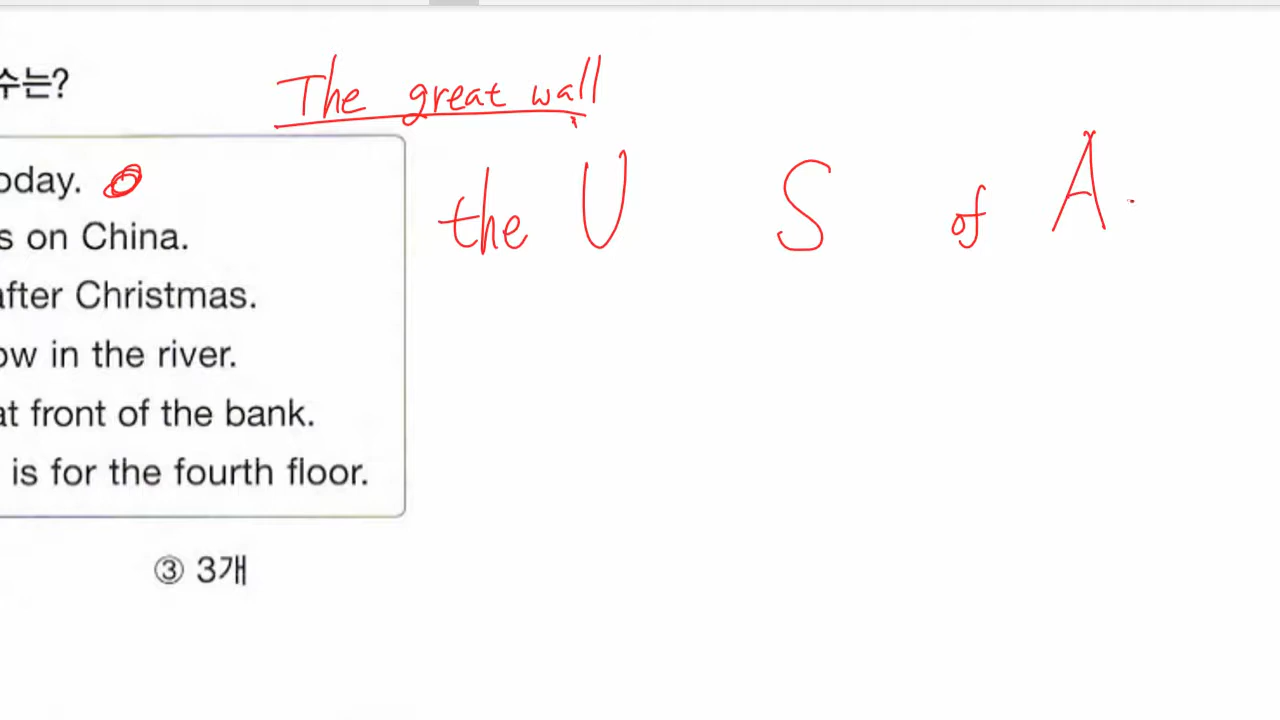 수는?
The great wall
oday.
the U S of A.
s on China.
after Christmas.
ow in the river.
at front of the bank.
is for the fourth floor.
③ 3개